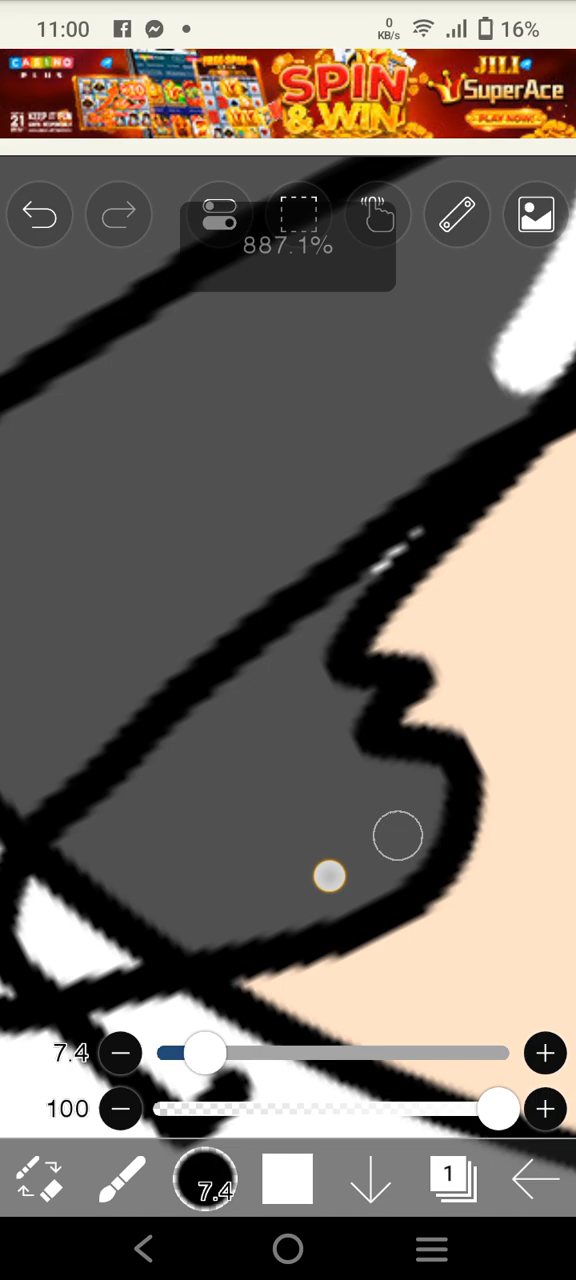 11:00
0
KB/s
16%
CASINO
PLUS
FREE SPIN
SPIN
& WIN
JILI
SuperAce
PLAY NOW!
21
KEEP IT FUN
887.1%
7.4
100
7.4
1